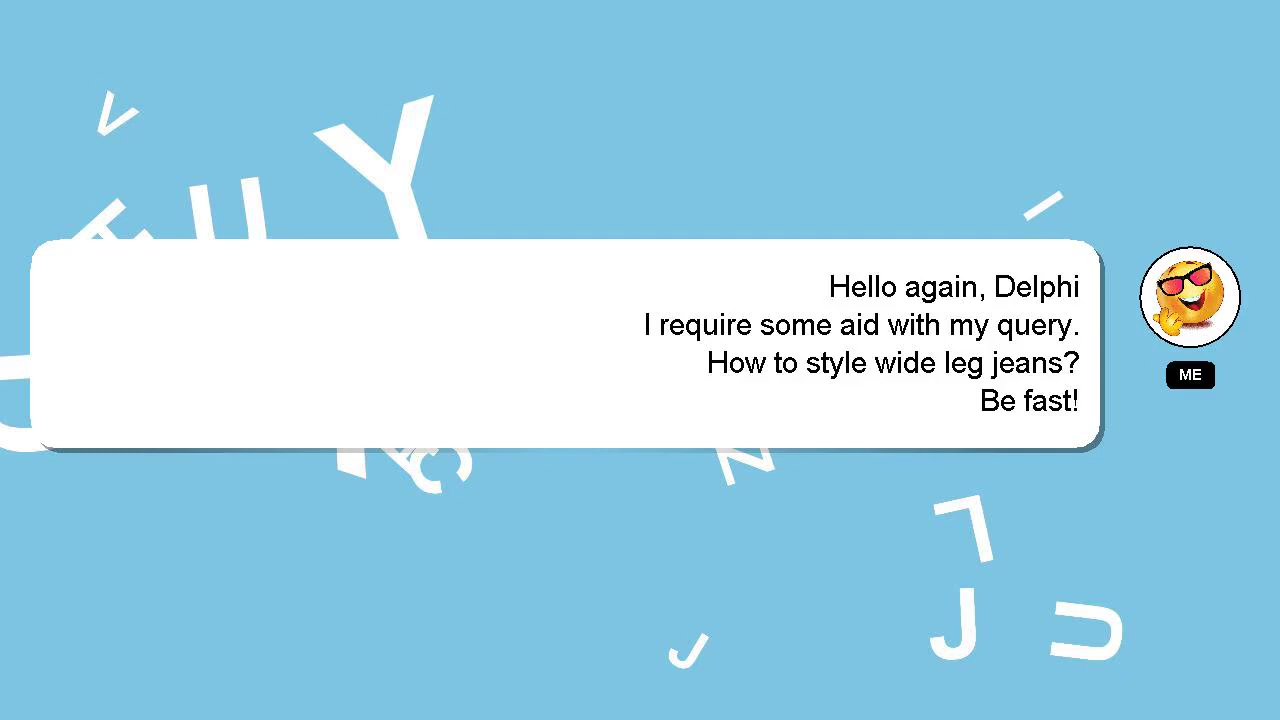 Hello again, Delphi
I require some aid with my query.
How to style wide leg jeans?
Be fast!
ME
V
U
Y
N
L
J
U
J